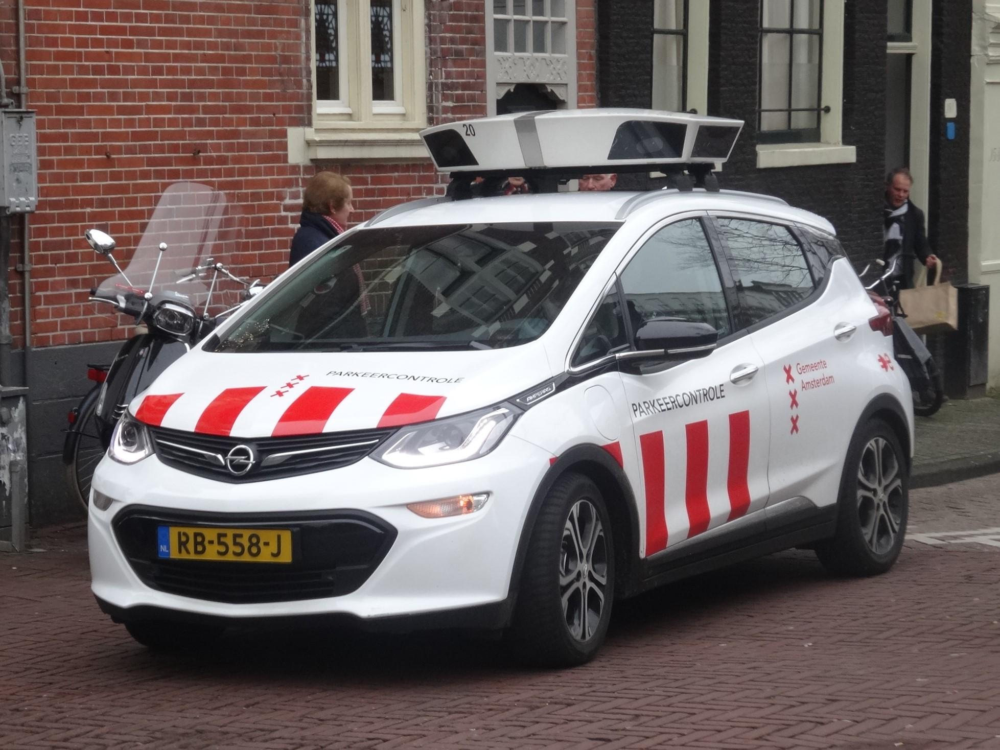 20
PARKEERCONTROLE
AMPERA-e
PARKEERCONTROLE
Gemeente
Amsterdam
NL
RB-558-J